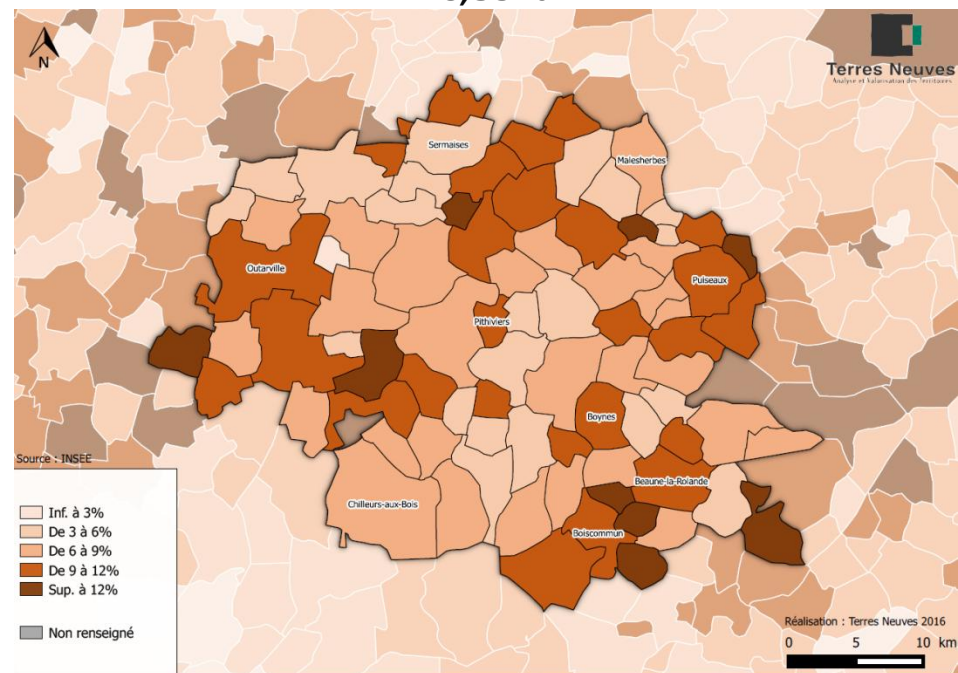 N
Terres Neuves
Analyse et Valorisation des Territoires
Sermaises
Malesherbes
Outarville
Puiseaux
Pithiviers
Boynes
Source : INSEE
Beaune-la-Rolande
Chilleurs-aux-Bois
Boiscommun
Inf. à 3%
De 3 à 6%
De 6 à 9%
De 9 à 12%
Sup. à 12%
Non renseigné
Réalisation : Terres Neuves 2016
0 5 10 km